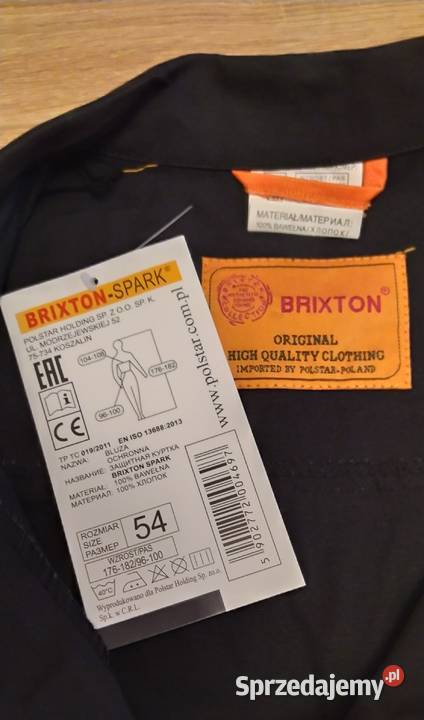 MATERIAŁ/МАТЕРИАЛ
100% BAWEŁNA/ХЛОПОК/
BRIXTON®
ORIGINAL
HIGH QUALITY CLOTHING
IMPORTED BY POLSTAR-POLAND
BRIXTON-SPARK®
POLSTAR HOLDING SP. Z O.O. SP. K.
UL. MODRZEJEWSKIEJ 52
75-734 KOSZALIN
www.polstar.com.pl
EAC
104-108
176-182
96-100
CE
TP TC 019/2011 EN ISO 13688:2013
NAZWA: BLUZA
OCHRONNA
НАЗВАНИЕ: ЗАЩИТНАЯ КУРТКА
BRIXTON SPARK
MATERIAŁ: 100% BAWEŁNA
МАТЕРИАЛ: 100% ХЛОПОК
ROZMIAR
SIZE
РАЗМЕР
54
WZROST/PAS
176-182/96-100
40°C
Wyprodukowano dla Polstar Holding Sp. zo.o.
Sp.k. w C.R.L.
5 902772 004697
Sprzedajemy.pl